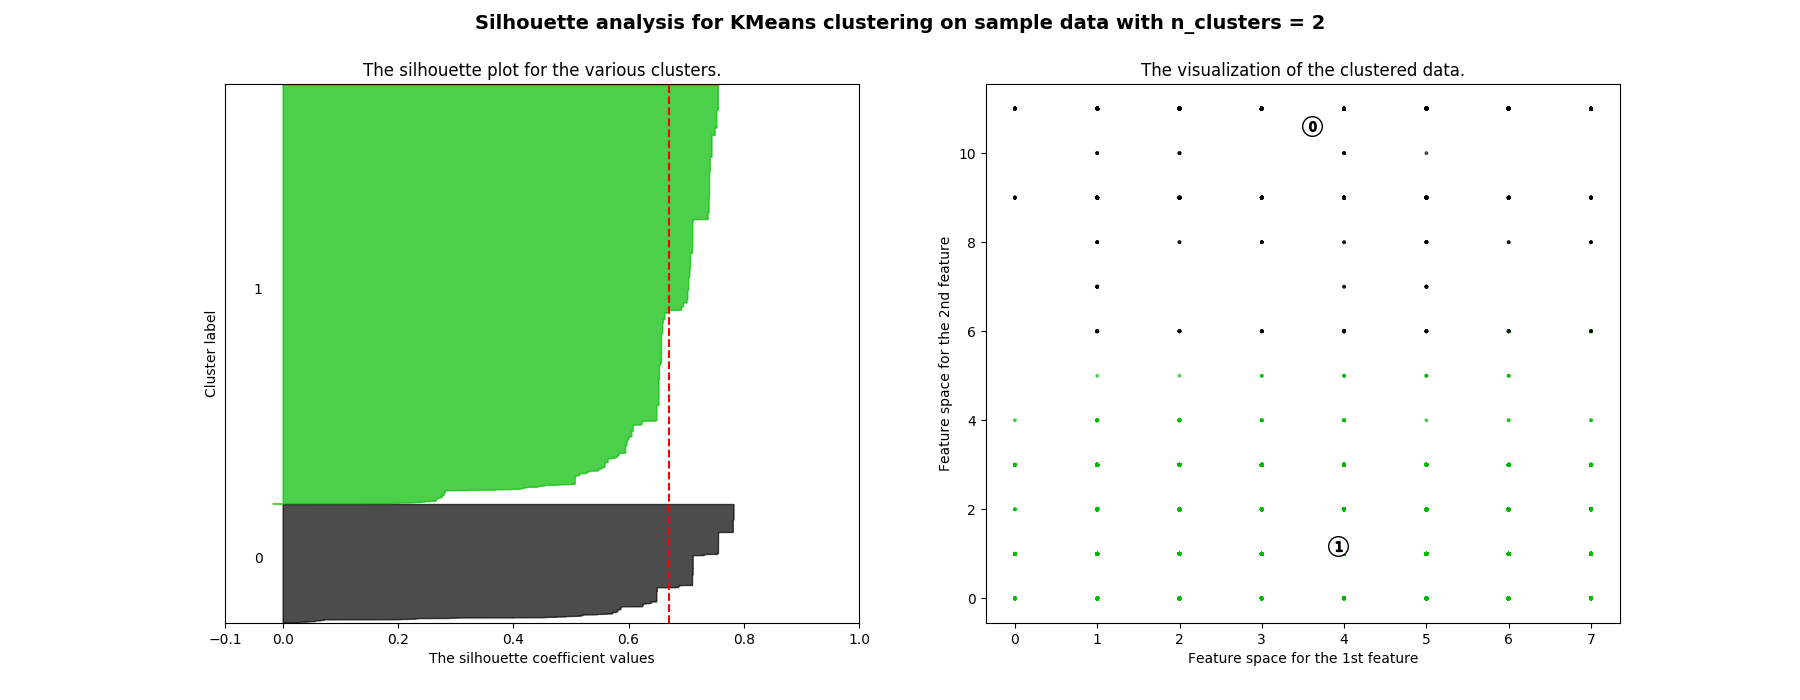 Silhouette analysis for KMeans clustering on sample data with n_clusters = 2
The silhouette plot for the various clusters.
Cluster label
1
0
−0.1 0.0 0.2 0.4 0.6 0.8 1.0
The silhouette coefficient values
The visualization of the clustered data.
Feature space for the 2nd feature
10
8
6
4
2
0
0
1
0 1 2 3 4 5 6 7
Feature space for the 1st feature